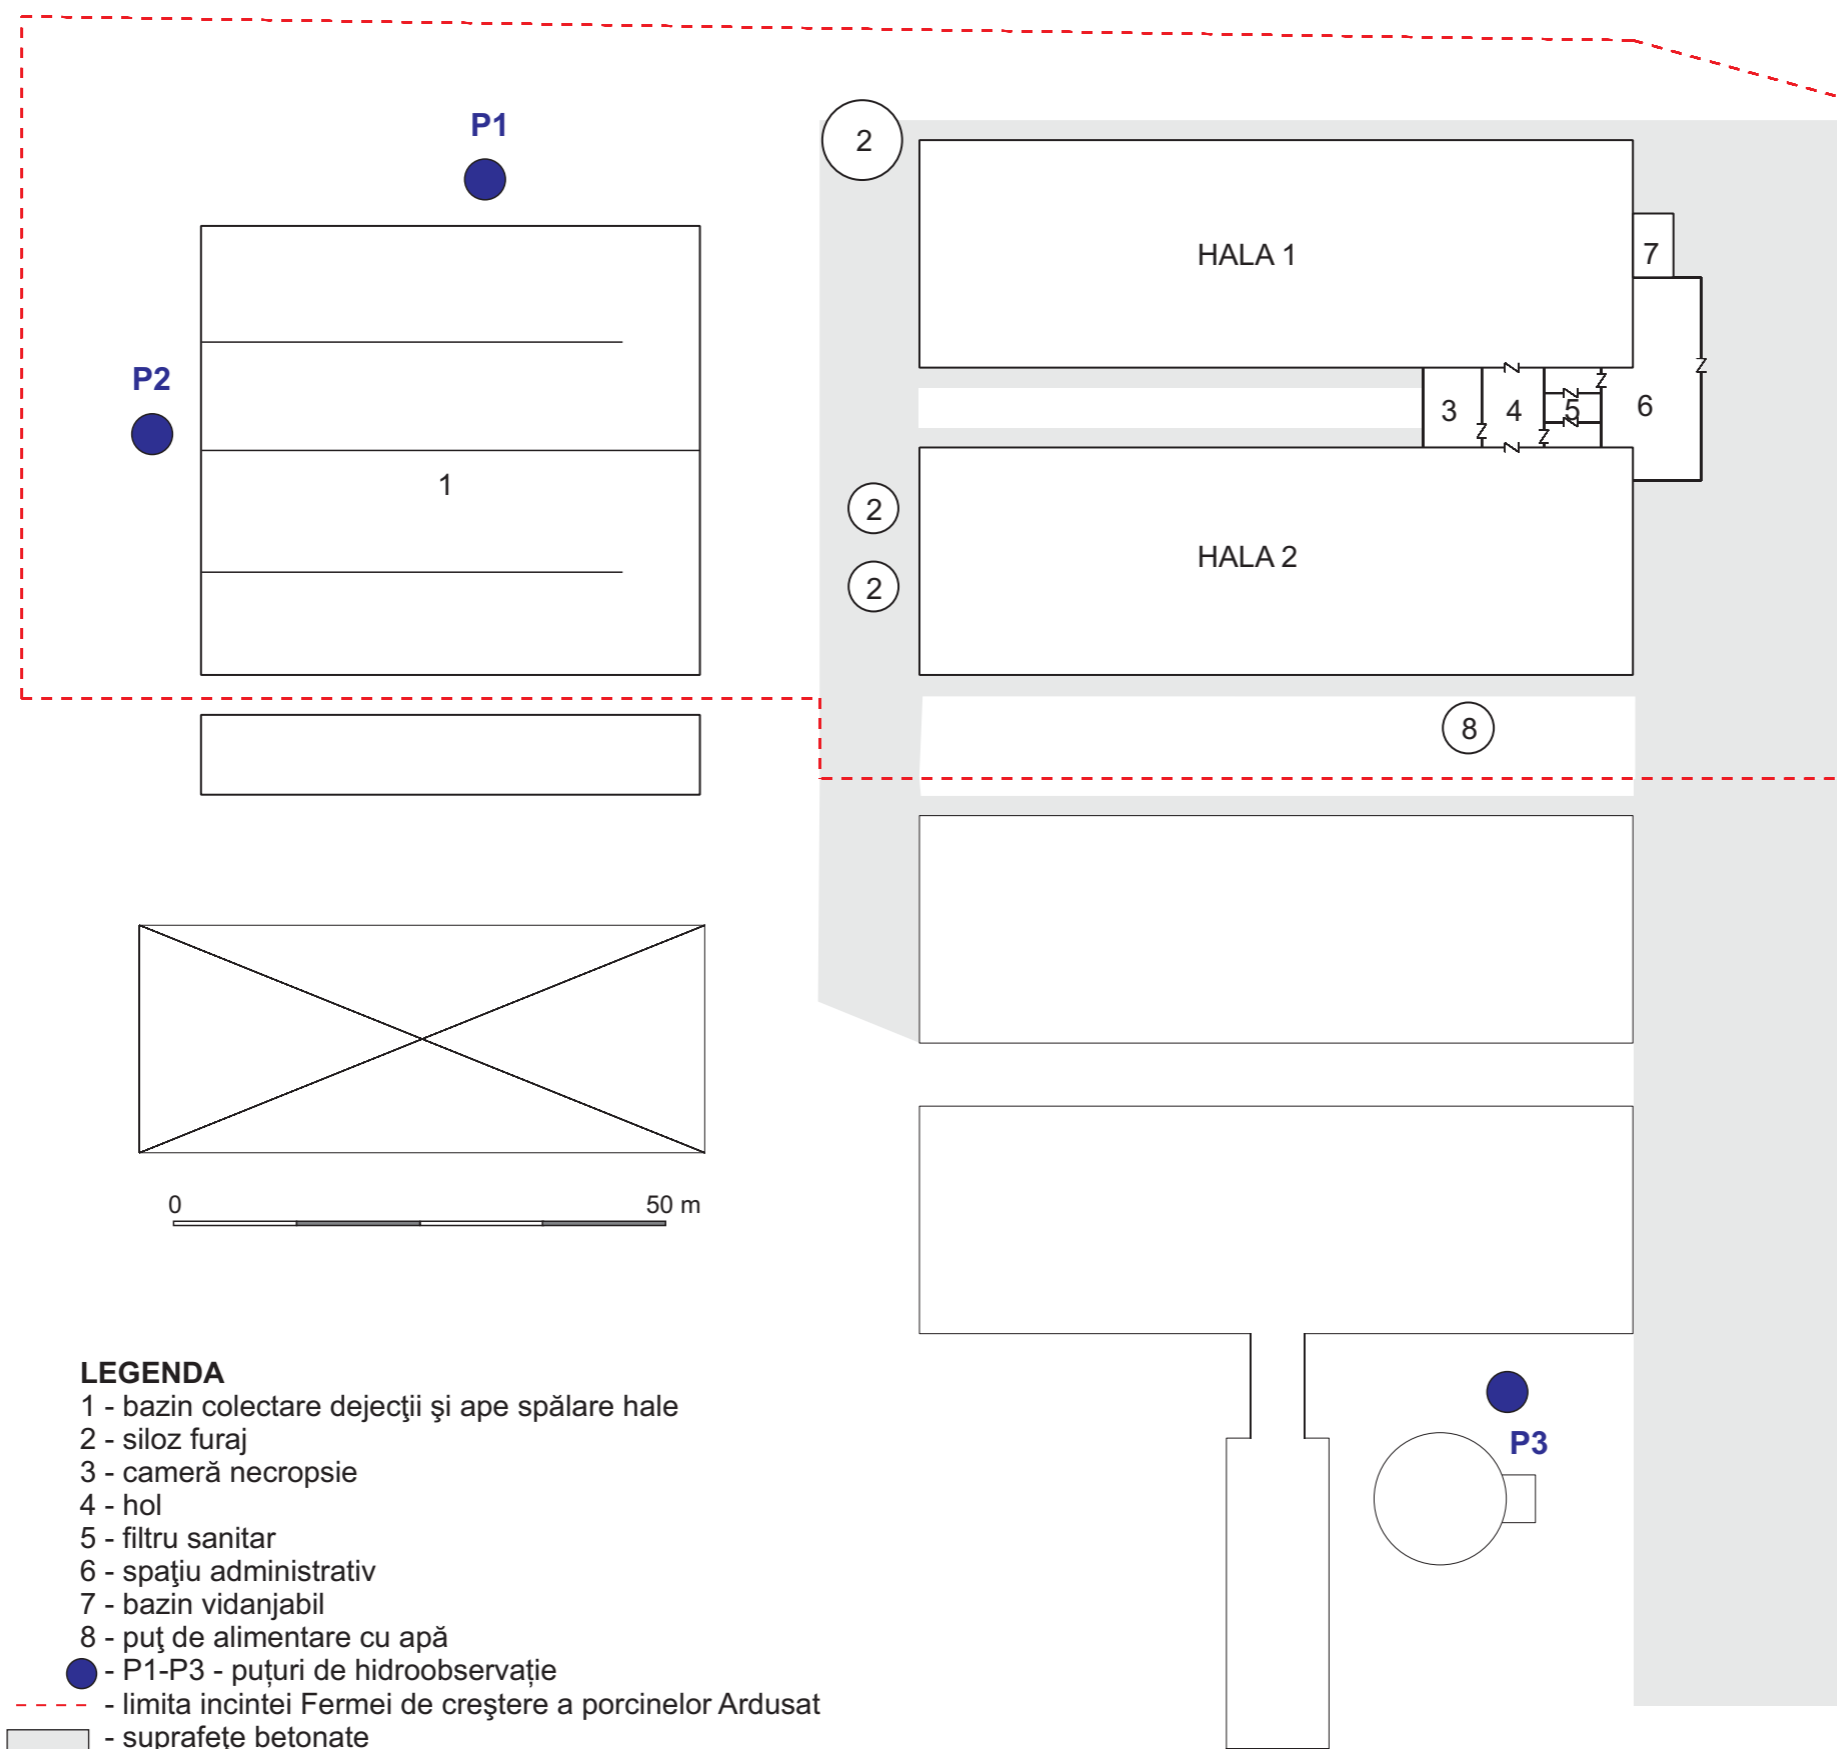 P1
2
HALA 1
7
P2
3
4
5
6
1
2
HALA 2
2
8
0
50 m
P3
LEGENDA
1 - bazin colectare dejecţii şi ape spălare hale
2 - siloz furaj
3 - cameră necropsie
4 - hol
5 - filtru sanitar
6 - spaţiu administrativ
7 - bazin vidanjabil
8 - puţ de alimentare cu apă
- P1-P3 - puțuri de hidroobservație
- limita incintei Fermei de creştere a porcinelor Ardusat
- suprafeţe betonate